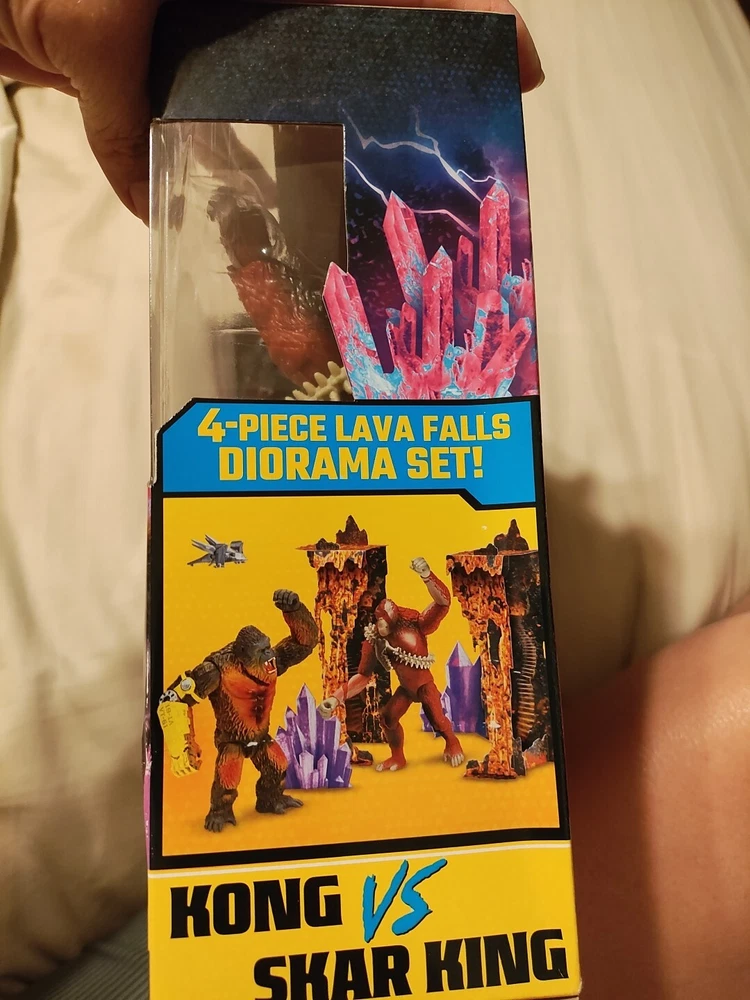 4-PIECE LAVA FALLS
DIORAMA SET!
KONG VS
SKAR KING